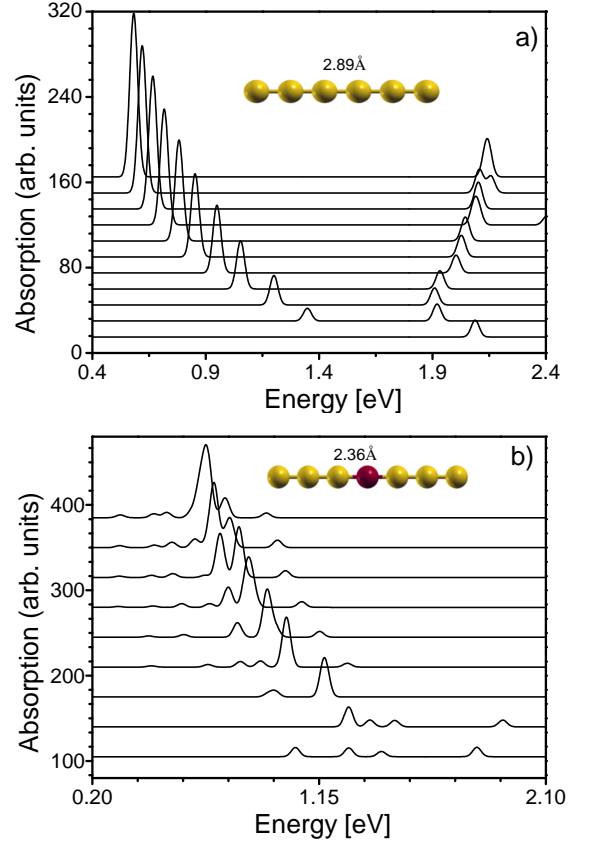 320
a)
2.89Å
240
160
80
0
0.4 0.9 1.4 1.9 2.4
Absorption (arb. units)
Energy [eV]
b)
2.36Å
400
300
200
100
0.20 1.15 2.10
Absorption (arb. units)
Energy [eV]